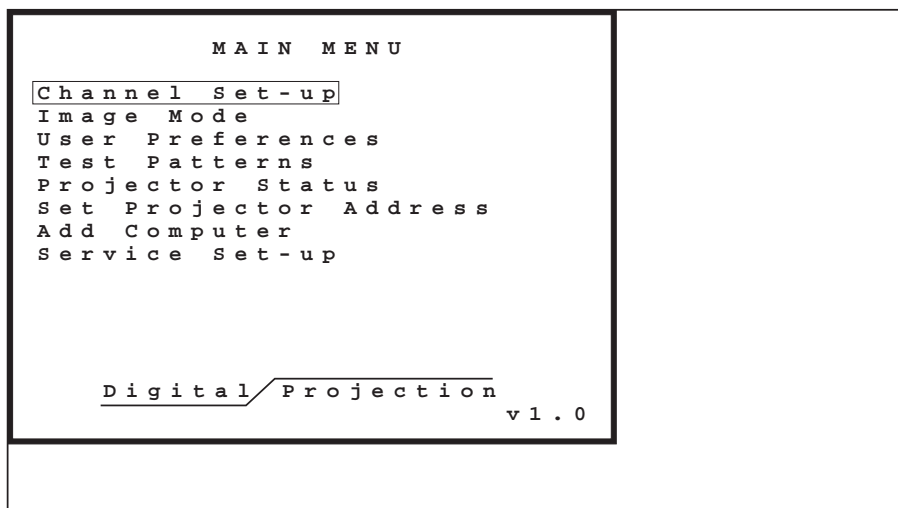 MAIN MENU
Channel Set-up
Image Mode
User Preferences
Test Patterns
Projector Status
Set Projector Address
Add Computer
Service Set-up
Digital Projection
v1.0